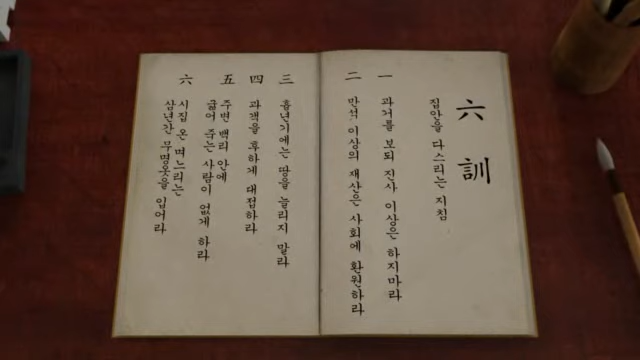 六訓
집안을 다스리는 지침
一 과거를 보되 진사 이상은 하지마라
二 만석 이상의 재산은 사회에 환원하라
三 흉년기에는 땅을 늘리지 말라
四 과객을 후하게 대접하라
五 주변 백리 안에
굶어 죽는 사람이 없게 하라
六 시집 온 며느리는
삼년간 무명옷을 입어라